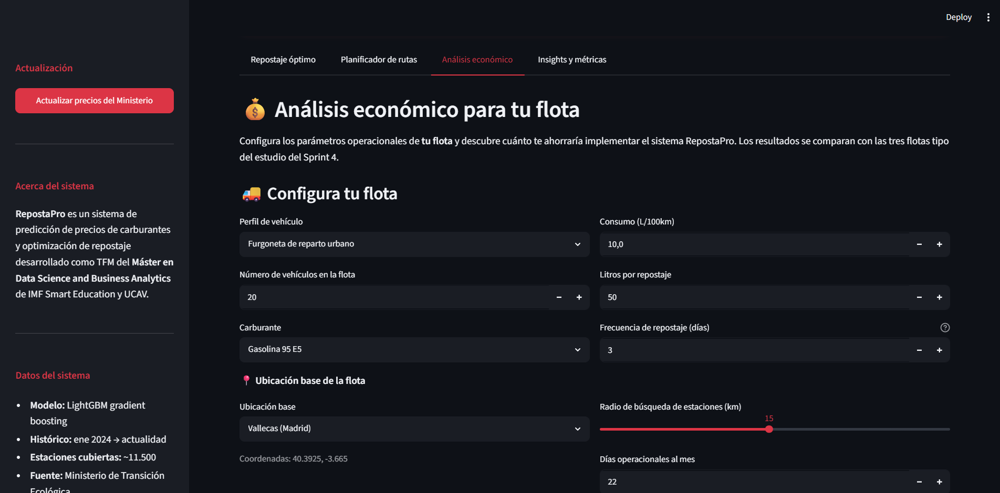 Deploy
Actualización
Actualizar precios del Ministerio
Acerca del sistema
RepostaPro es un sistema de
predicción de precios de carburantes
y optimización de repostaje
desarrollado como TFM del Máster en
Data Science and Business Analytics
de IMF Smart Education y UCAV.
Datos del sistema
• Modelo: LightGBM gradient
boosting
• Histórico: ene 2024 → actualidad
• Estaciones cubiertas: ~11.500
• Fuente: Ministerio de Transición
Ecológica
Repostaje óptimo
Planificador de rutas
Análisis económico
Insights y métricas
Análisis económico para tu flota
Configura los parámetros operacionales de tu flota y descubre cuánto te ahorraría implementar el sistema RepostaPro. Los resultados se comparan con las tres flotas tipo
del estudio del Sprint 4.
Configura tu flota
Perfil de vehículo
Furgoneta de reparto urbano
Consumo (L/100km)
10,0
Número de vehículos en la flota
20
Litros por repostaje
50
Carburante
Gasolina 95 E5
Frecuencia de repostaje (días)
3
Ubicación base de la flota
Ubicación base
Vallecas (Madrid)
Coordenadas: 40.3925, -3.665
Radio de búsqueda de estaciones (km)
15
Días operacionales al mes
22